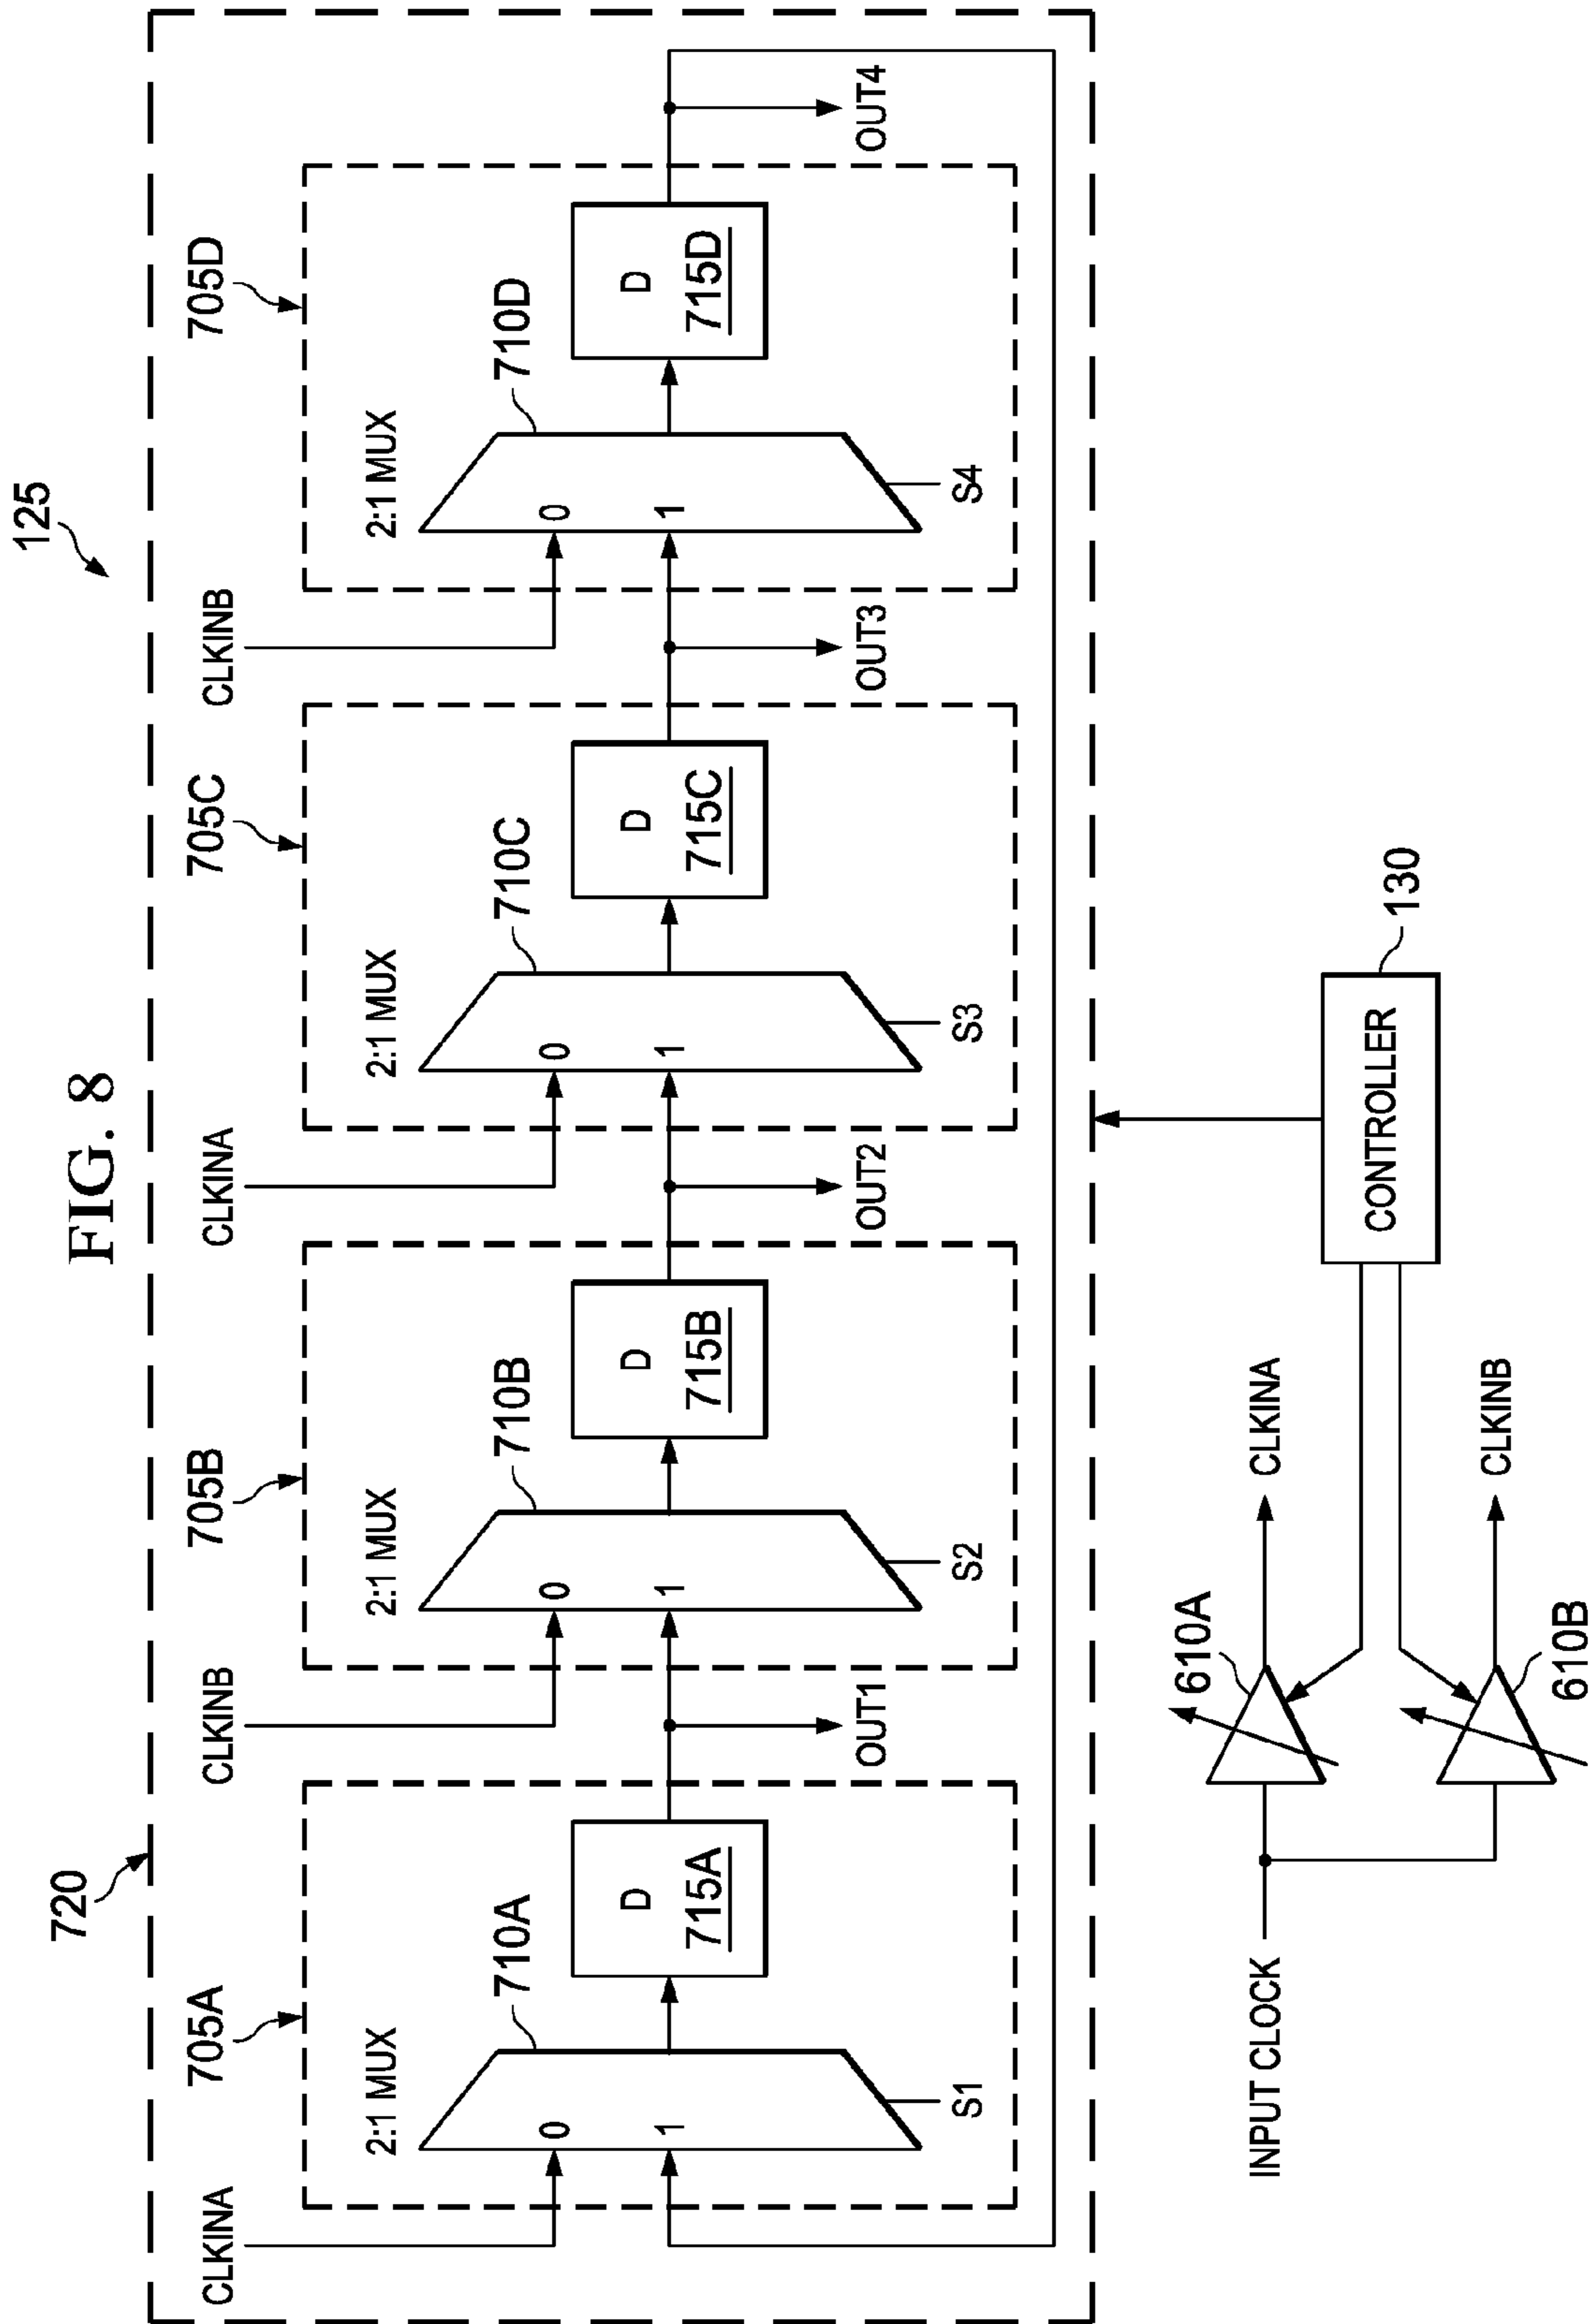 FIG. 8
125
720
705A
705B
705C
705D
CLKINA
CLKINB
CLKINA
CLKINB
2:1 MUX
710A
2:1 MUX
710B
2:1 MUX
710C
2:1 MUX
710D
0
1
D
715A
0
1
D
715B
0
1
D
715C
0
1
D
715D
S1
OUT1
S2
OUT2
S3
OUT3
S4
OUT4
INPUT CLOCK
610A
CLKINA
610B
CLKINB
CONTROLLER
130